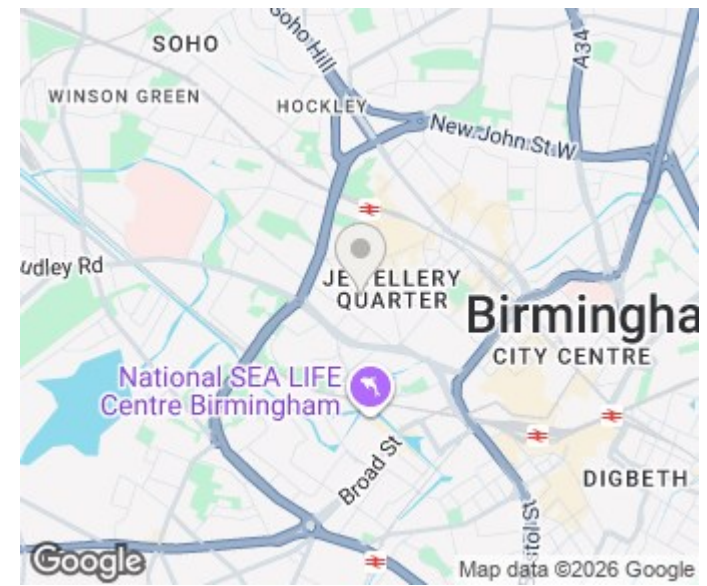 SOHO
Soho Hill
A34
WINSON GREEN
HOCKLEY
New John St W
udley Rd
JEWELLERY
QUARTER
Birmingha
CITY CENTRE
National SEA LIFE
Centre Birmingham
Broad St
DIGBETH
istol St
Google
Map data ©2026 Google